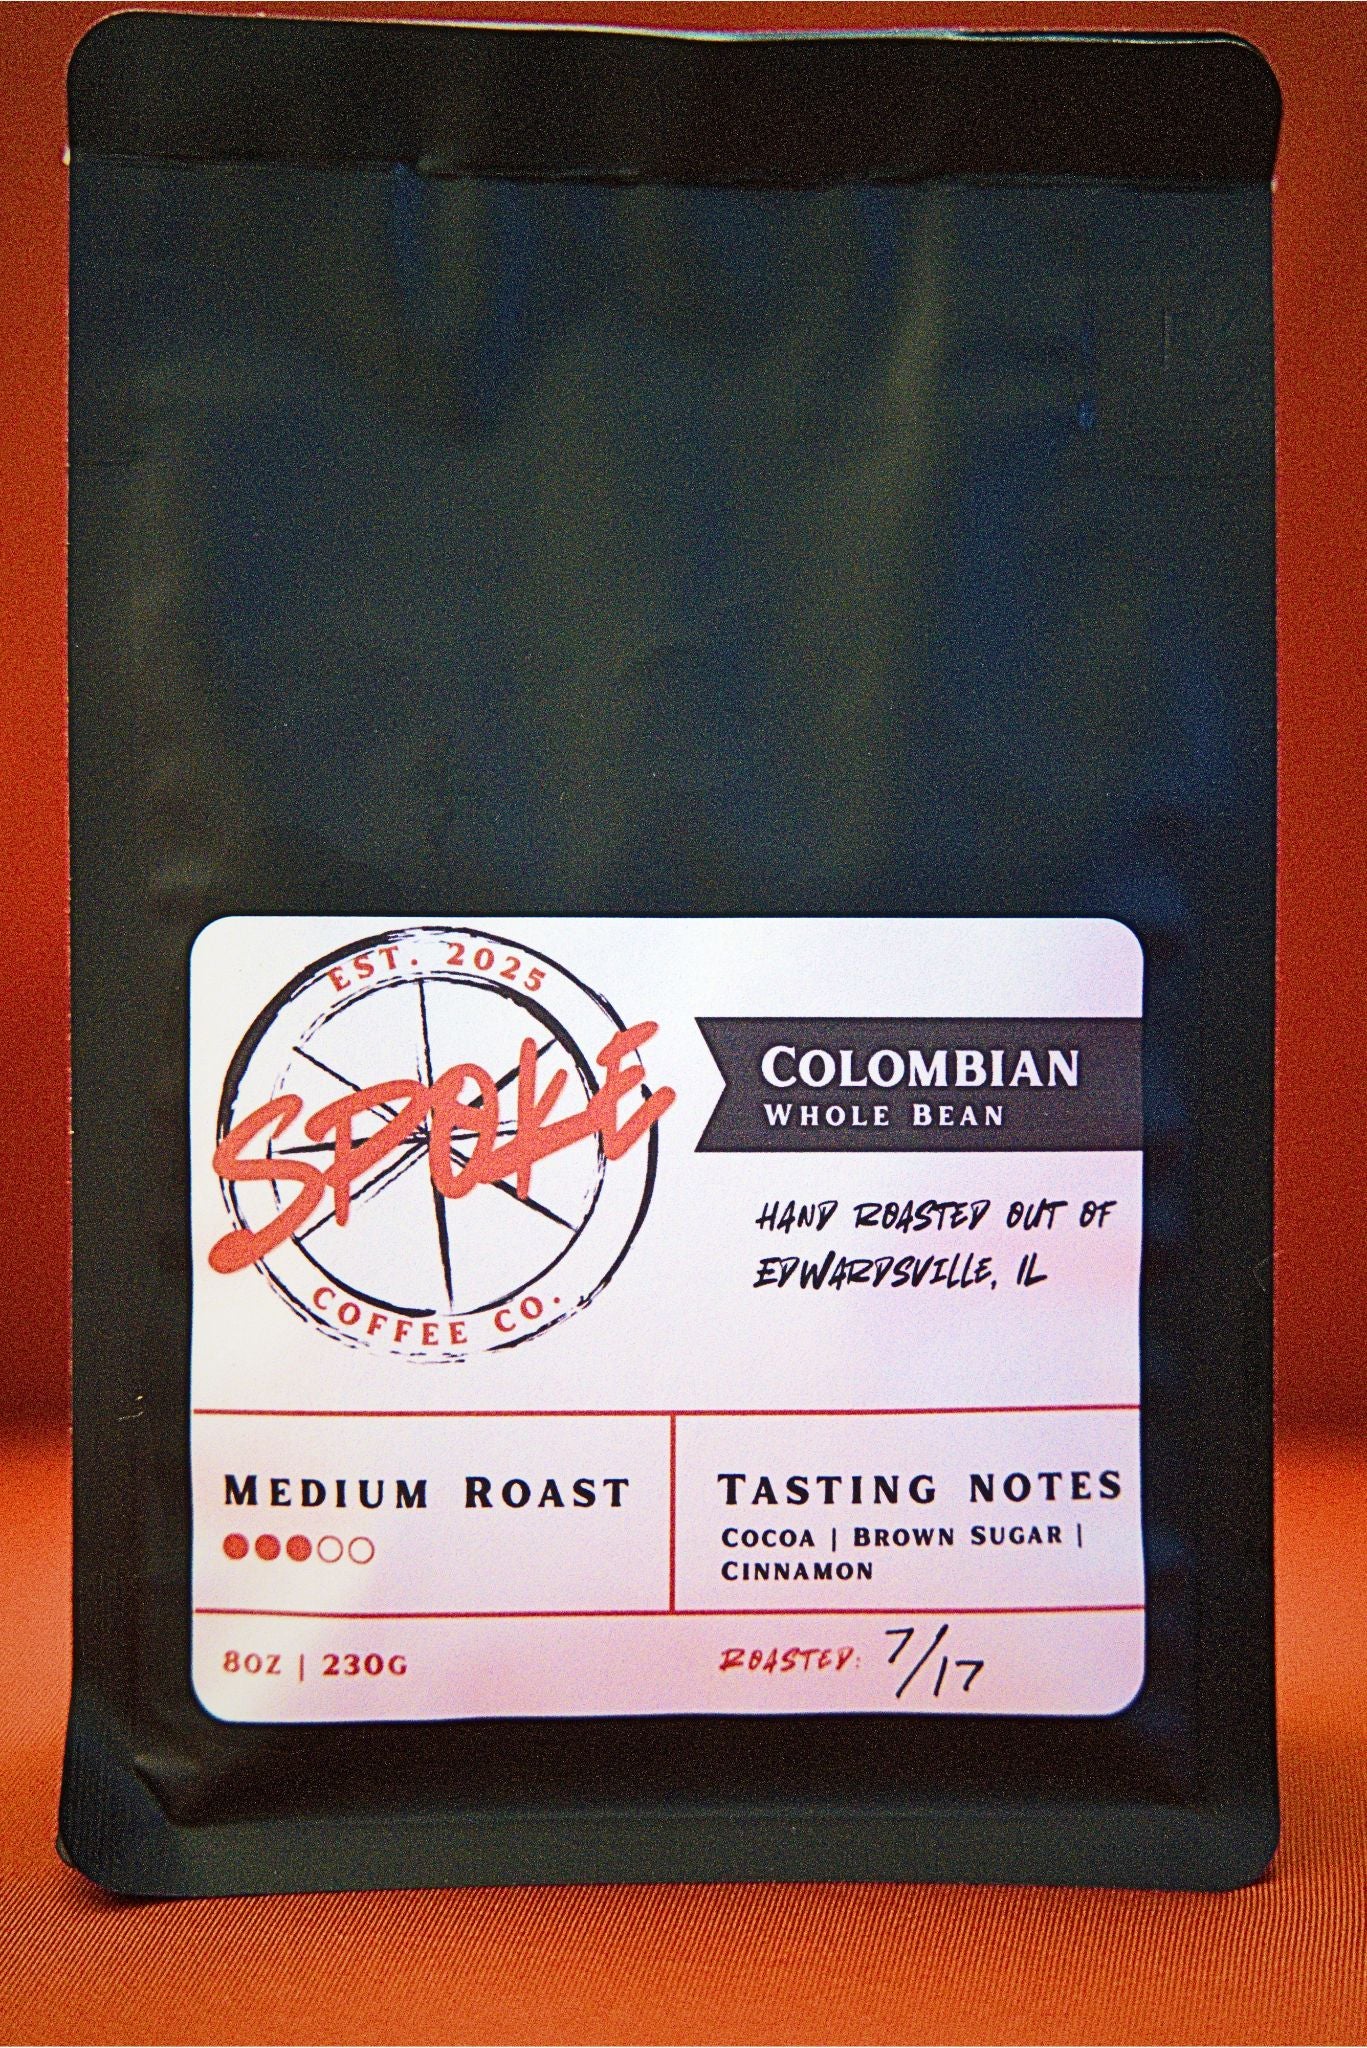 EST. 2025
SPOKE
COFFEE CO.
COLOMBIAN
WHOLE BEAN
HAND ROASTED OUT OF
EDWARDSVILLE, IL
MEDIUM ROAST
TASTING NOTES
COCOA | BROWN SUGAR |
CINNAMON
8OZ | 230G
ROASTED: 7/17